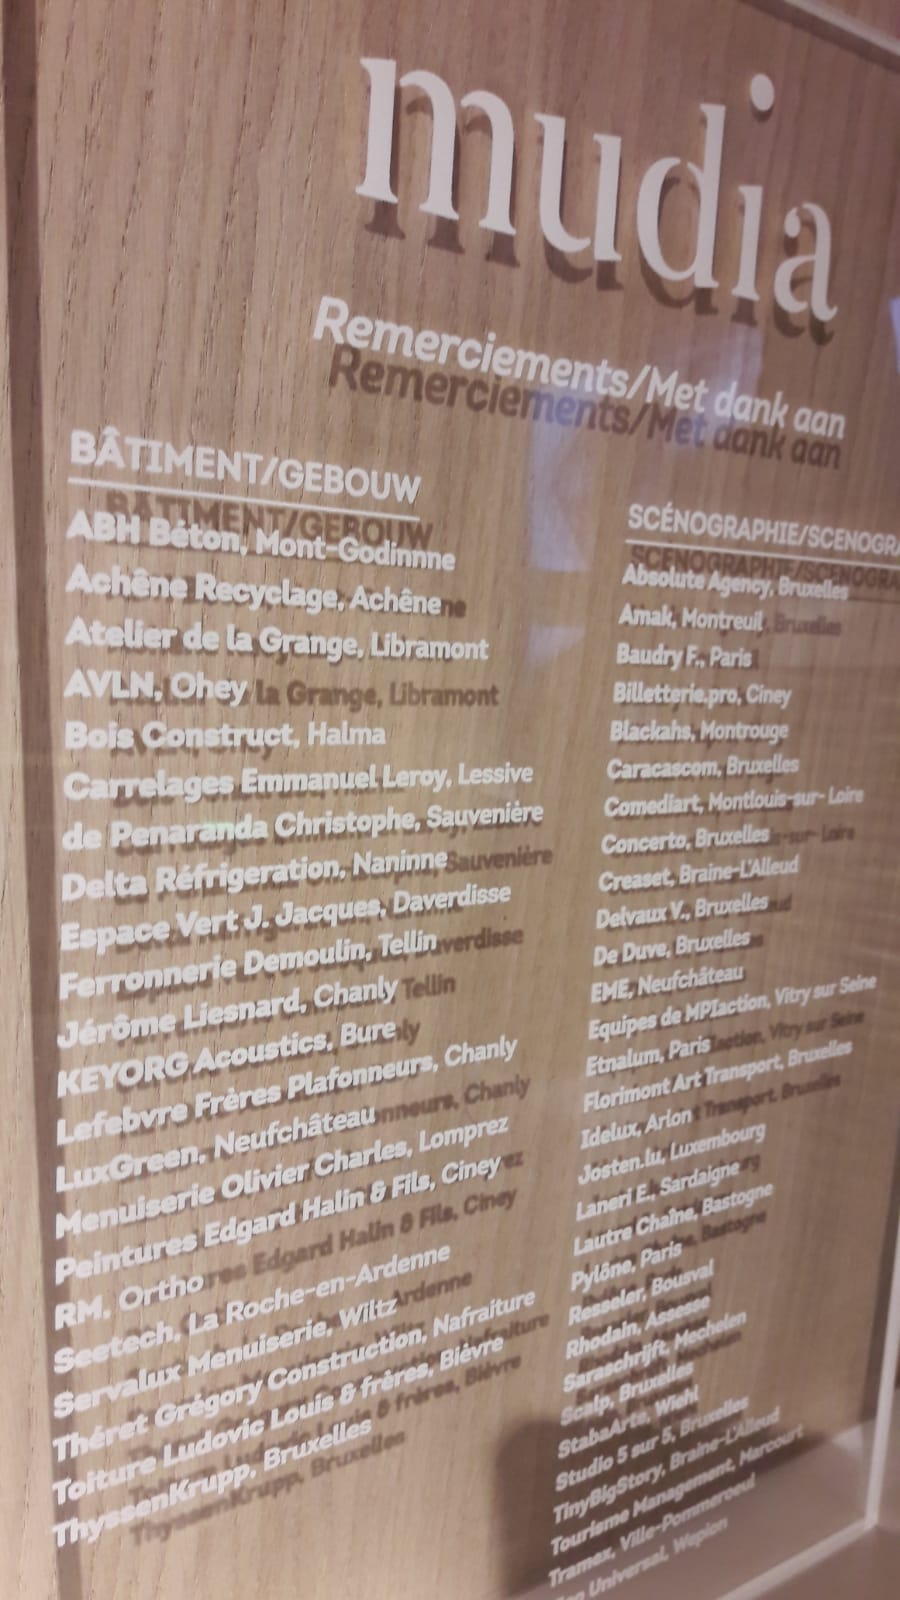 mudia
Remerciements/Met dank aan
BÂTIMENT/GEBOUW
ABH Béton, Mont-Godinnne
Achêne Recyclage, Achêne
Atelier de la Grange, Libramont
AVLN, Ohey
Bois Construct, Halma
Carrelages Emmanuel Leroy, Lessive
de Penaranda Christophe, Sauvenière
Delta Réfrigeration, Naninne
Espace Vert J. Jacques, Daverdisse
Ferronnerie Demoulin, Tellin
Jérôme Liesnard, Chanly
KEYORG Acoustics, Bure
Lefebvre Frères Plafonneurs, Chanly
LuxGreen, Neufchâteau
Menuiserie Olivier Charles, Lomprez
Peintures Edgard Halin & Fils, Ciney
RM, Ortho
Seetech, La Roche-en-Ardenne
Servalux Menuiserie, Wiltz
Théret Grégory Construction, Nafraiture
Toiture Ludovic Louis & frères, Bièvre
ThyssenKrupp, Bruxelles
SCÉNOGRAPHIE/SCENOGRA
Absolute Agency, Bruxelles
Amak, Montreuil
Baudry F., Paris
Billetterie.pro, Ciney
Blackahs, Montrouge
Caracascom, Bruxelles
Comediart, Montlouis-sur-Loire
Concerto, Bruxelles
Creaset, Braine-L'Alleud
Delvaux V., Bruxelles
De Duve, Bruxelles
EME, Neufchâteau
Equipes de MPIaction, Vitry sur Seine
Etnalum, Paris
Florimont Art Transport, Bruxelles
Idelux, Arlon
Josten.lu, Luxembourg
Laneri E., Sardaigne
Lautre Chaîne, Bastogne
Pylône, Paris
Resseler, Bousval
Rhodain, Assesse
Saraschrijft, Mechelen
Scalp, Bruxelles
StabaArte, Wiehl
Studio 5 sur 5, Bruxelles
TinyBigStory, Braine-L'Alleud
Tourisme Management, Marcourt
Tramex, Ville-Pommeroeul
Universal, Wepion